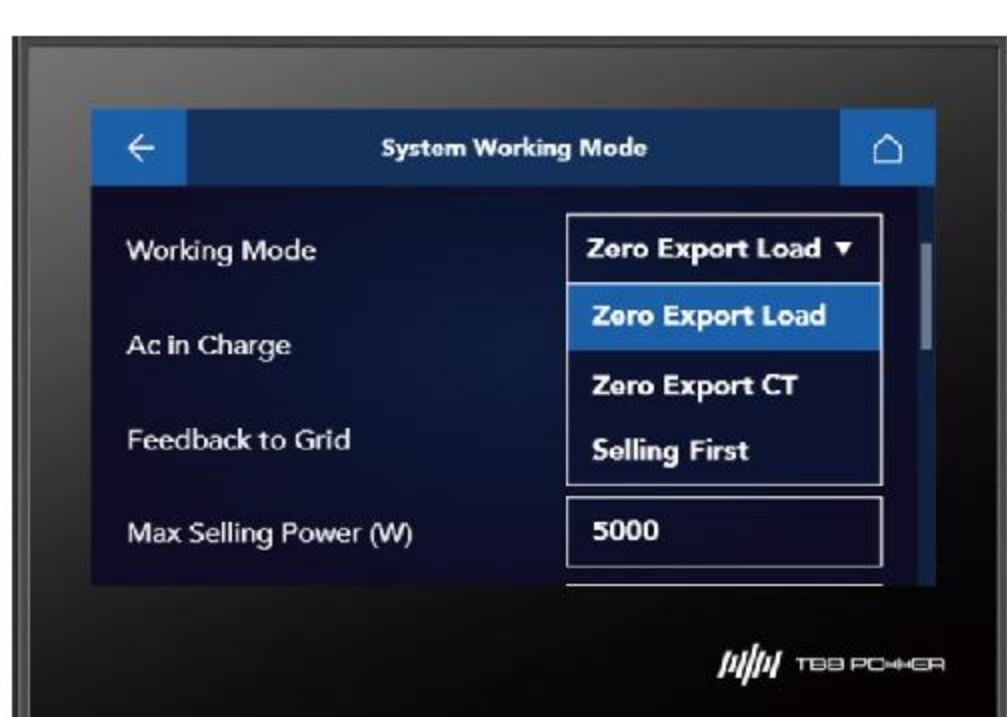 System Working Mode
Working Mode
Zero Export Load
Zero Export Load
Ac in Charge
Zero Export CT
Feedback to Grid
Selling First
Max Selling Power (W)
5000
TBB POWER